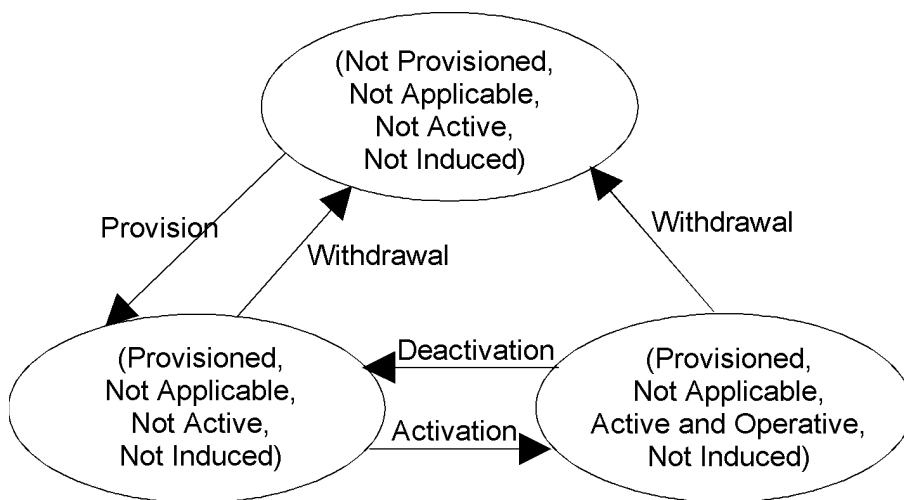 (Not Provisioned,
Not Applicable,
Not Active,
Not Induced)
Provision
Withdrawal
Withdrawal
(Provisioned,
Not Applicable,
Not Active,
Not Induced)
Deactivation
Activation
(Provisioned,
Not Applicable,
Active and Operative,
Not Induced)